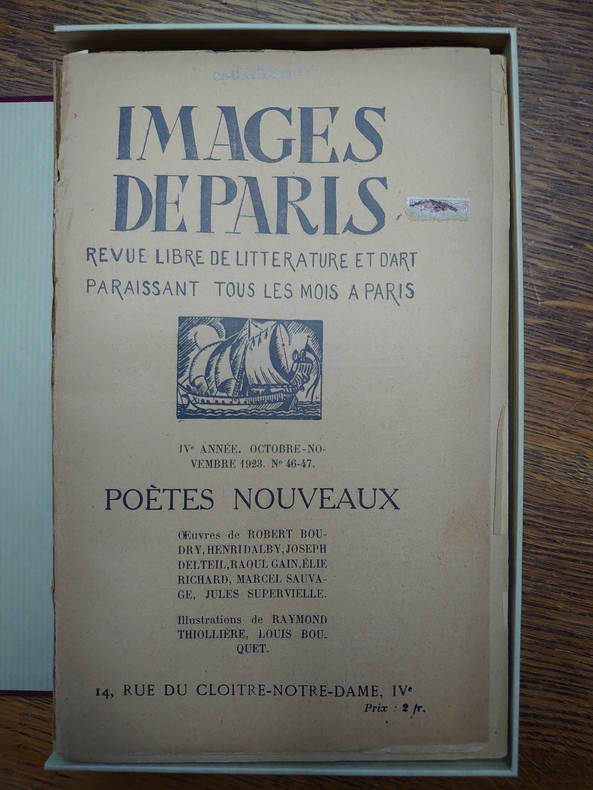 IMAGES
DE PARIS
REVUE LIBRE DE LITTERATURE ET D'ART
PARAISSANT TOUS LES MOIS A PARIS
IVe ANNÉE. OCTOBRE-NO-
VEMBRE 1923. No 46-47.
POÈTES NOUVEAUX
Œuvres de ROBERT BOU-
DRY, HENRI DALBY, JOSEPH
DELTEIL, RAOUL GAIN, ÉLIE
RICHARD, MARCEL SAUVA-
GE, JULES SUPERVIELLE.
Illustrations de RAYMOND
THIOLLIÈRE, LOUIS BOU-
QUET.
14, RUE DU CLOITRE-NOTRE-DAME, IVe
Prix : 2 fr.